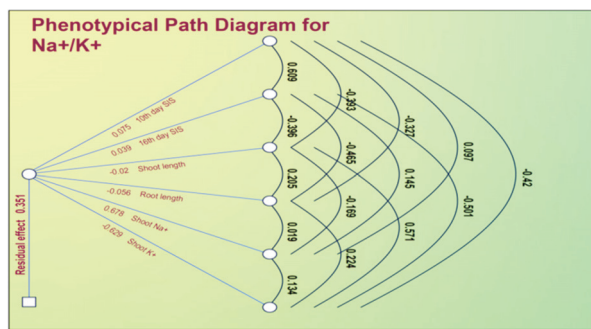 Phenotypical Path Diagram for
Na+/K+
0.075 10th day SIS
0.039 16th day SIS
-0.02 Shoot length
-0.056 Root length
0.678 Shoot Na+
-0.629 Shoot K+
Residual effect 0.351
0.609
-0.396
0.205
0.019
0.134
-0.393
-0.465
-0.169
0.224
-0.327
0.145
0.571
0.097
-0.501
-0.42